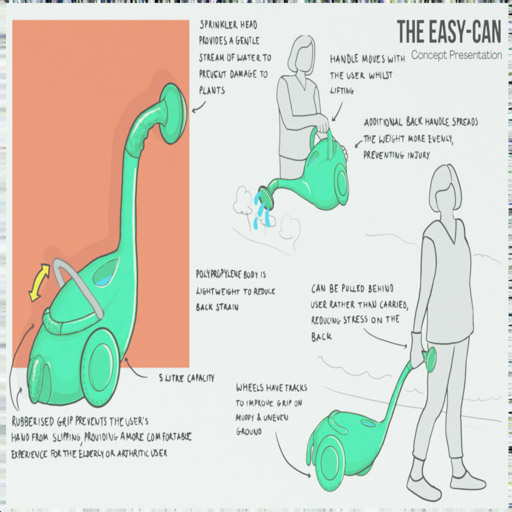 THE EASY-CAN
Concept Presentation
SPRINKLER HEAD
PROVIDES A GENTLE
STREAM OF WATER TO
PREVENT DAMAGE TO
PLANTS
HANDLE MOVES WITH
THE USER WHILST
LIFTING
ADDITIONAL BACK HANDLE SPREADS
THE WEIGHT MORE EVENLY,
PREVENTING INJURY
POLYPROPYLENE BODY IS
LIGHTWEIGHT TO REDUCE
BACK STRAIN
CAN BE PULLED BEHIND
USER RATHER THAN CARRIED,
REDUCING STRESS ON THE
BACK
5 LITRE CAPACITY
WHEELS HAVE TRACKS
TO IMPROVE GRIP ON
MUDDY & UNEVEN
GROUND
RUBBERISED GRIP PREVENTS THE USER'S
HAND FROM SLIPPING, PROVIDING A MORE COMFORTABLE
EXPERIENCE FOR THE ELDERLY OR ARTHRITIC USER